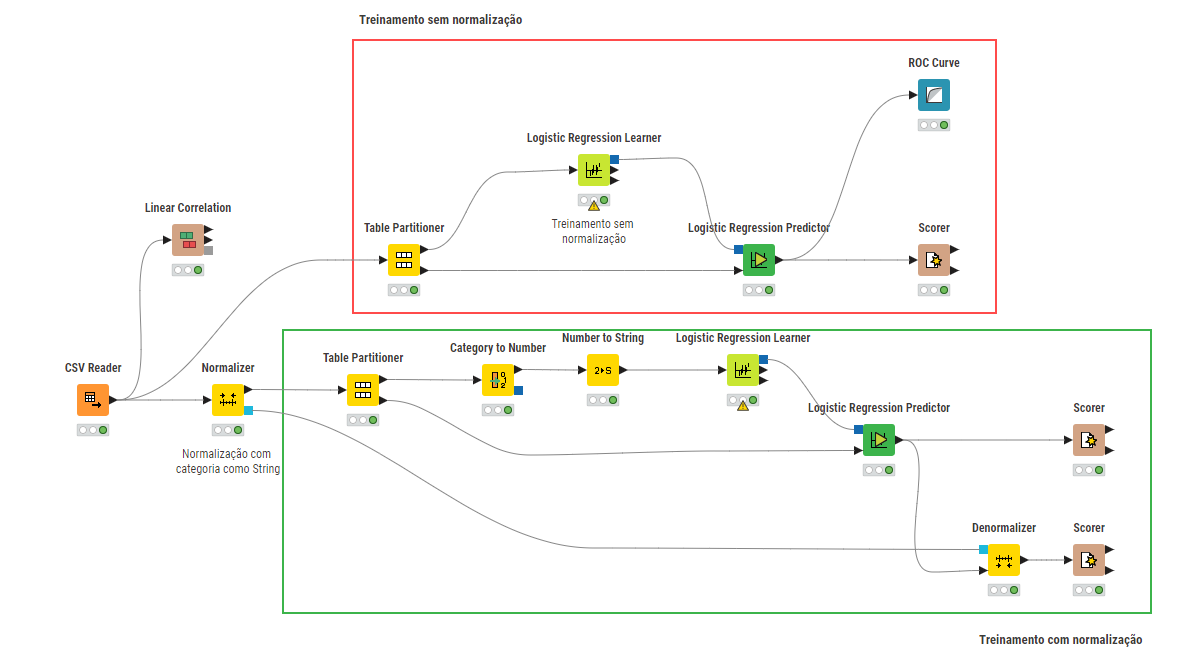 Treinamento sem normalização
ROC Curve
Logistic Regression Learner
Linear Correlation
Treinamento sem
normalização
Table Partitioner
Logistic Regression Predictor
Scorer
CSV Reader
Normalizer
Table Partitioner
Category to Number
Number to String
2▸S
Logistic Regression Learner
Logistic Regression Predictor
Scorer
Normalização com
categoria como String
Denormalizer
Scorer
Treinamento com normalização